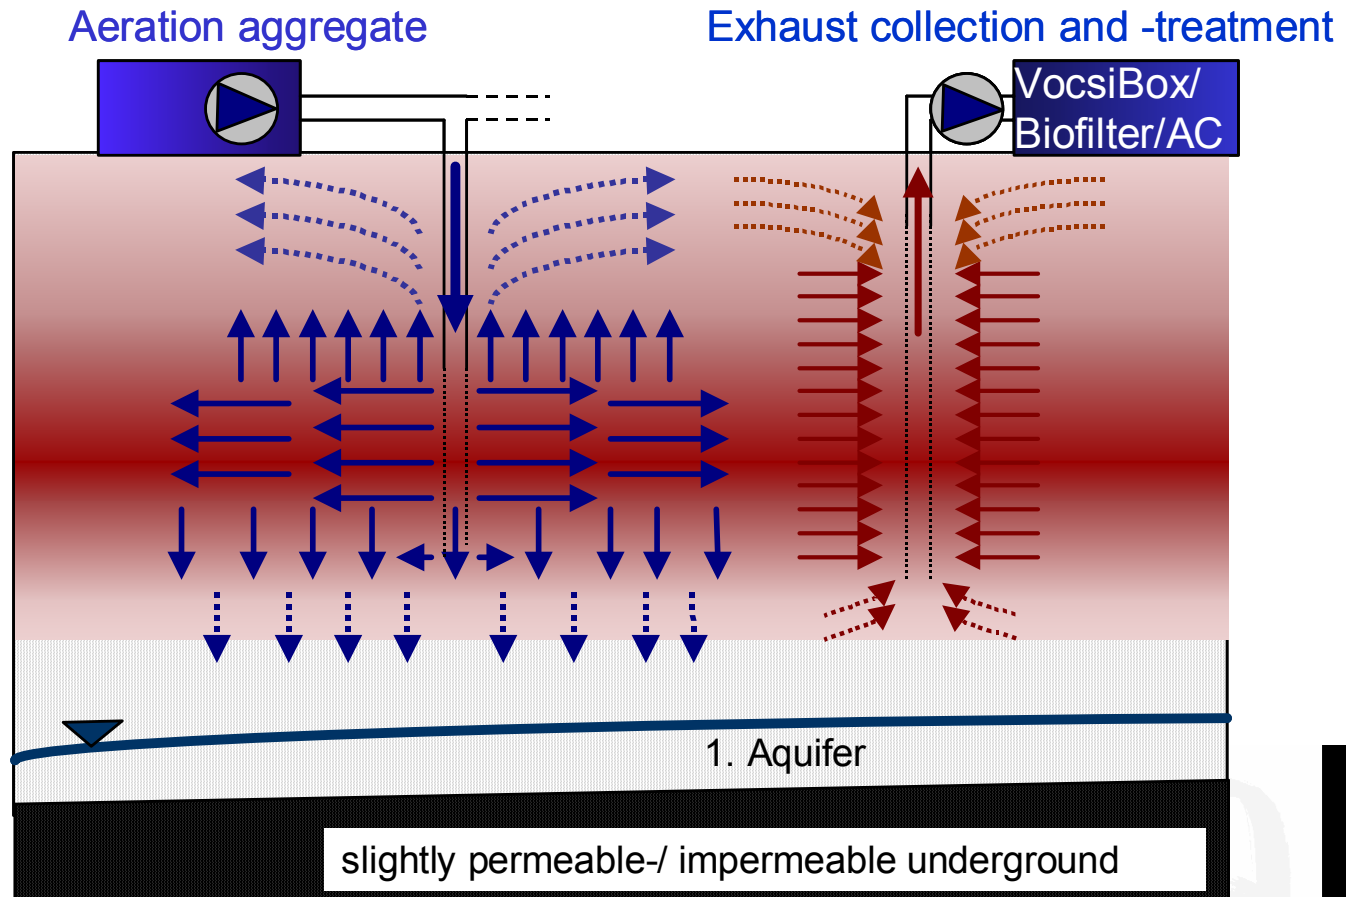 Aeration aggregate
Exhaust collection and -treatment
VocsiBox/
Biofilter/AC
1. Aquifer
slightly permeable-/ impermeable underground